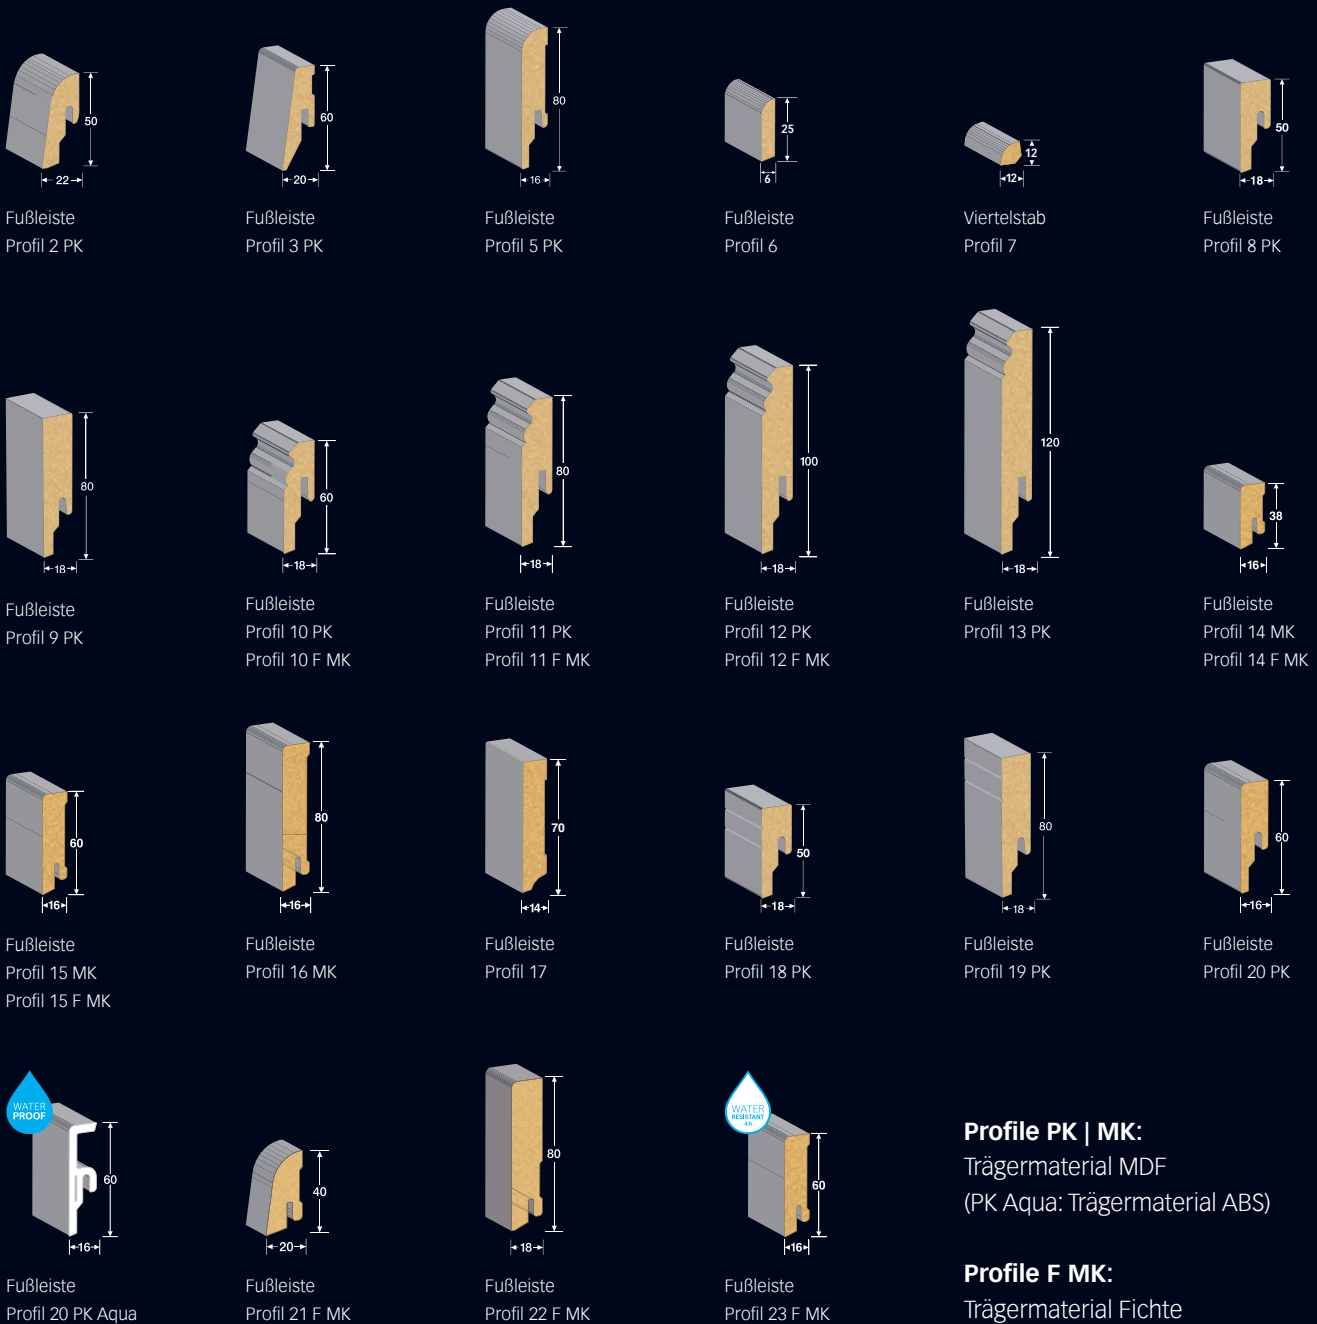 50
22
Fußleiste
Profil 2 PK
60
20
Fußleiste
Profil 3 PK
80
16
Fußleiste
Profil 5 PK
25
6
Fußleiste
Profil 6
12
12
Viertelstab
Profil 7
50
18
Fußleiste
Profil 8 PK
80
18
Fußleiste
Profil 9 PK
60
18
Fußleiste
Profil 10 PK
Profil 10 F MK
80
18
Fußleiste
Profil 11 PK
Profil 11 F MK
100
18
Fußleiste
Profil 12 PK
Profil 12 F MK
120
18
Fußleiste
Profil 13 PK
38
16
Fußleiste
Profil 14 MK
Profil 14 F MK
60
16
Fußleiste
Profil 15 MK
Profil 15 F MK
80
16
Fußleiste
Profil 16 MK
70
14
Fußleiste
Profil 17
50
18
Fußleiste
Profil 18 PK
80
18
Fußleiste
Profil 19 PK
60
16
Fußleiste
Profil 20 PK
WATER
PROOF
60
16
Fußleiste
Profil 20 PK Aqua
40
20
Fußleiste
Profil 21 F MK
80
18
Fußleiste
Profil 22 F MK
WATER
RESISTANT
4h
60
16
Fußleiste
Profil 23 F MK
Profile PK | MK:
Trägermaterial MDF
(PK Aqua: Trägermaterial ABS)
Profile F MK:
Trägermaterial Fichte